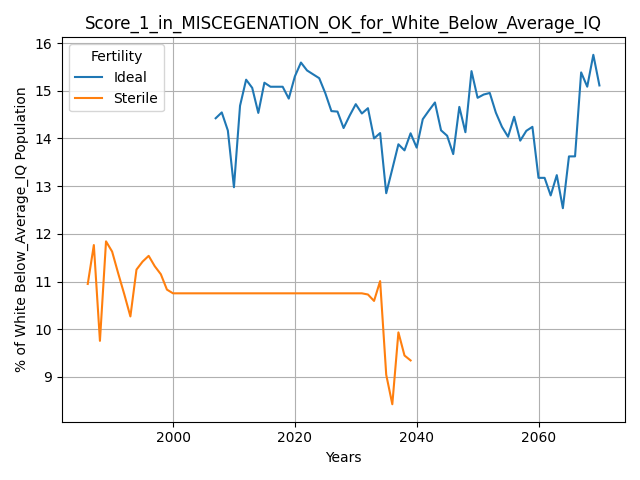 Score_1_in_MISCEGENATION_OK_for_White_Below_Average_IQ
Fertility
Ideal
Sterile
% of White Below_Average_IQ Population
16
15
14
13
12
11
10
9
2000 2020 2040 2060
Years